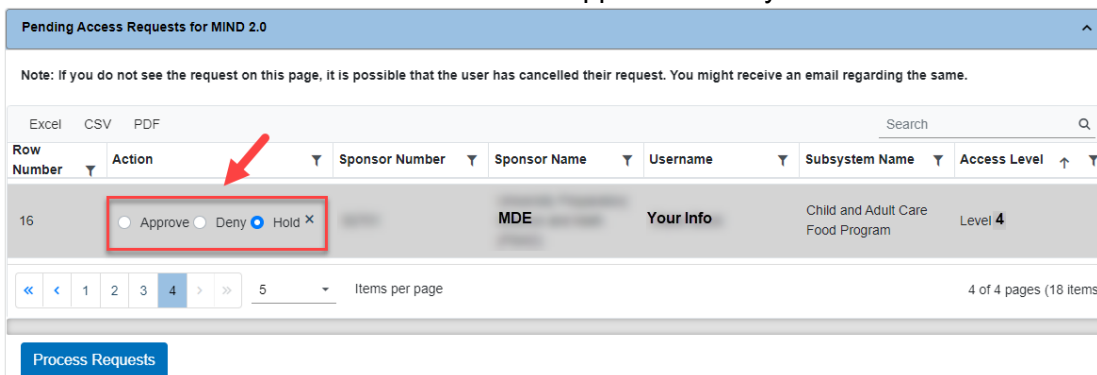 Pending Access Requests for MIND 2.0
Note: If you do not see the request on this page, it is possible that the user has cancelled their request. You might receive an email regarding the same.
Excel CSV PDF Search
Row Number Action Sponsor Number Sponsor Name Username Subsystem Name Access Level
16 Approve Deny Hold × MDE Your Info Child and Adult Care Food Program Level 4
« ‹ 1 2 3 4 › » 5 Items per page 4 of 4 pages (18 items
Process Requests